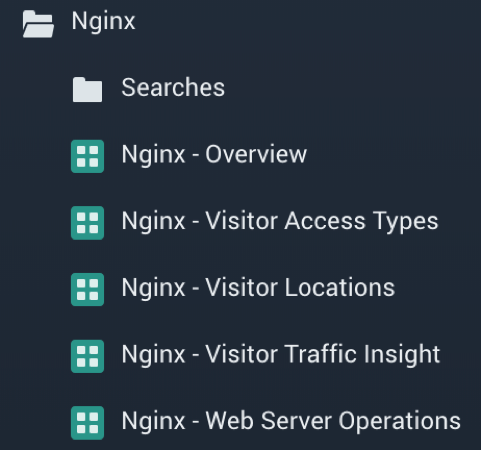 Nginx
Searches
Nginx - Overview
Nginx - Visitor Access Types
Nginx - Visitor Locations
Nginx - Visitor Traffic Insight
Nginx - Web Server Operations